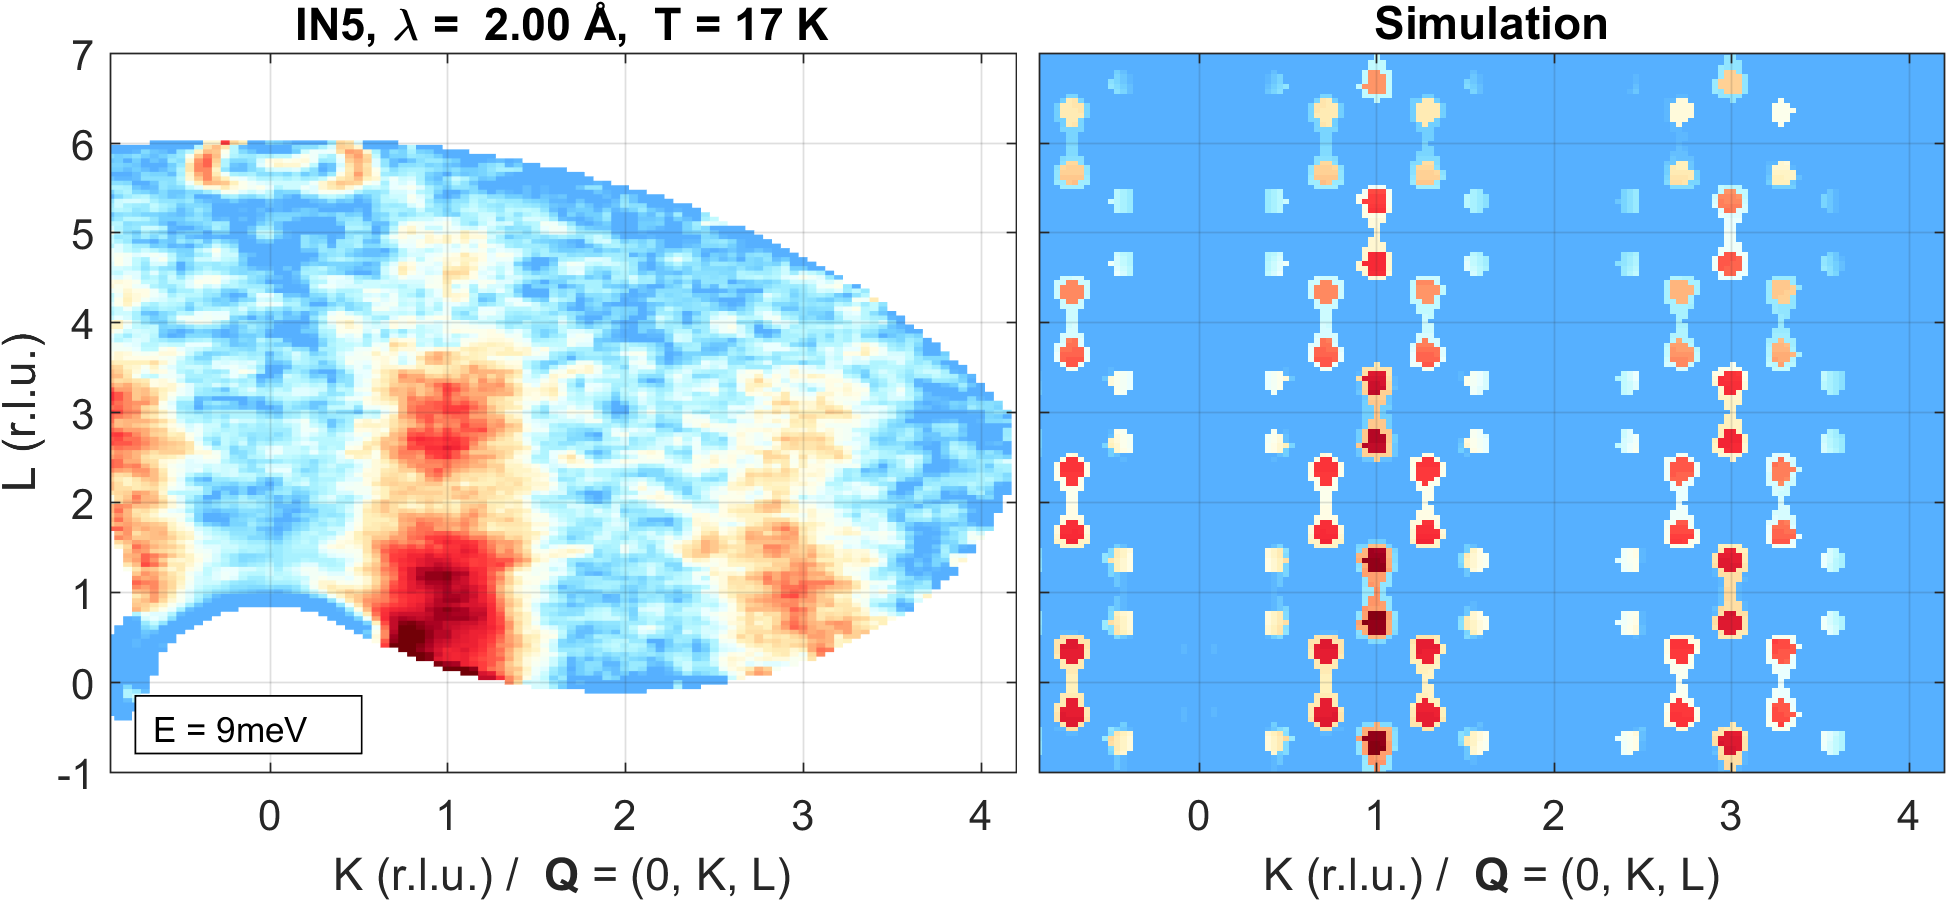 IN5, λ = 2.00 Å, T = 17 K
Simulation
7
6
5
4
3
2
1
0
-1
L (r.l.u.)
E = 9meV
0 1 2 3 4
0 1 2 3 4
K (r.l.u.) / Q = (0, K, L)
K (r.l.u.) / Q = (0, K, L)